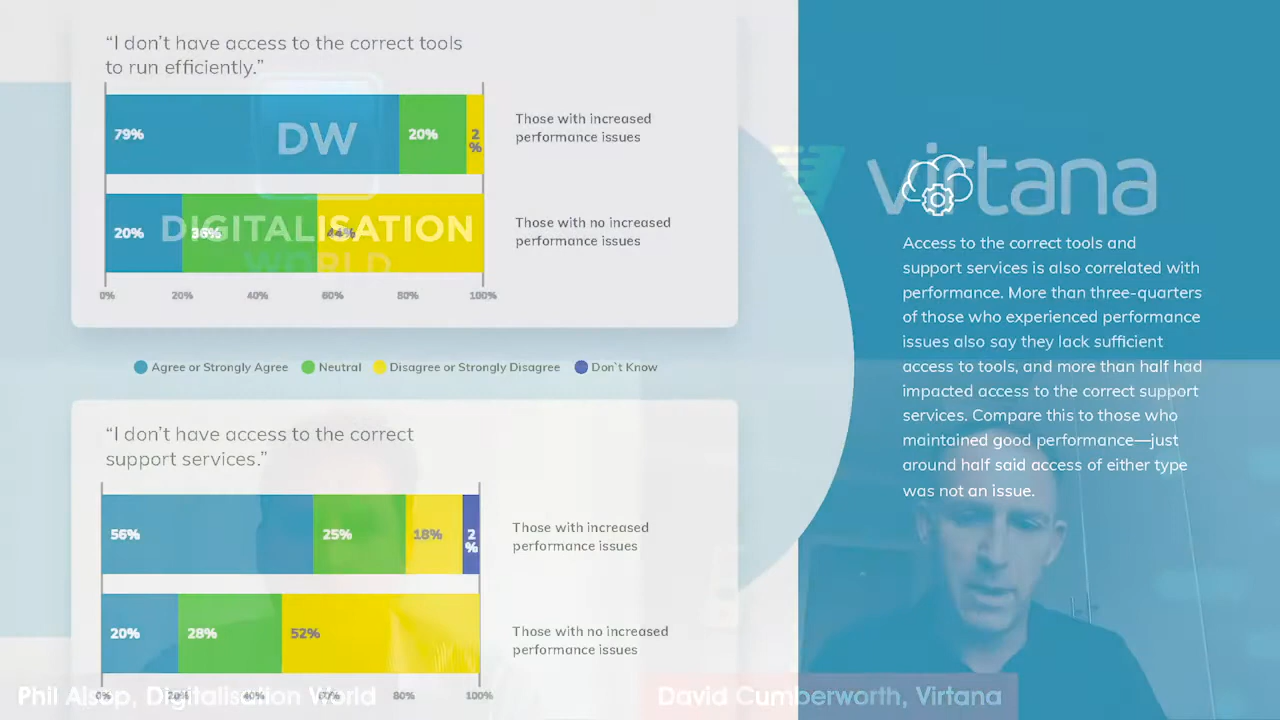 “I don’t have access to the correct tools
to run efficiently.”
79%
20%
2
%
Those with increased
performance issues
20%
36%
44%
Those with no increased
performance issues
0%
20%
40%
60%
80%
100%
DW
DIGITALISATION
WORLD
Agree or Strongly Agree
Neutral
Disagree or Strongly Disagree
Don`t Know
“I don’t have access to the correct
support services.”
56%
25%
18%
2
%
Those with increased
performance issues
20%
28%
52%
Those with no increased
performance issues
0%
20%
60%
80%
100%
virtana
Access to the correct tools and
support services is also correlated with
performance. More than three-quarters
of those who experienced performance
issues also say they lack sufficient
access to tools, and more than half had
impacted access to the correct support
services. Compare this to those who
maintained good performance—just
around half said access of either type
was not an issue.
Phil Alsop, Digitalisation World
David Cumberworth, Virtana